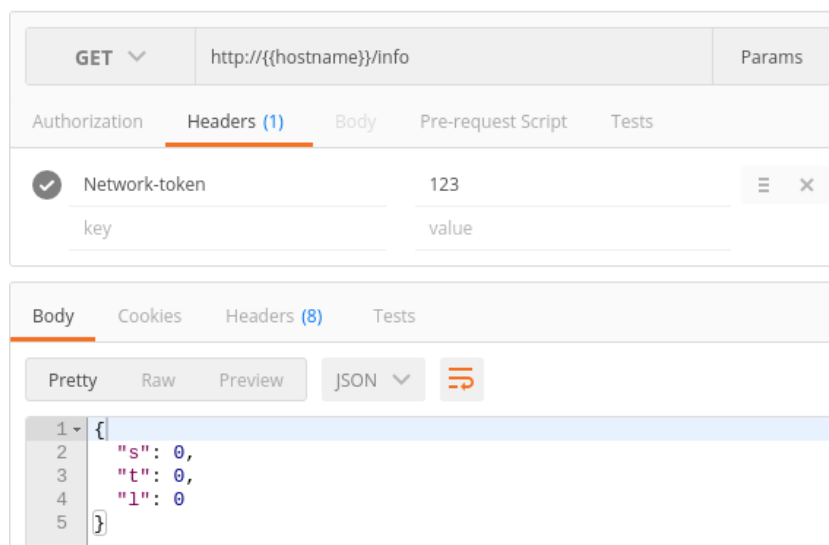 GET http://{{hostname}}/info Params
Authorization Headers (1) Body Pre-request Script Tests
Network-token 123
key value
Body Cookies Headers (8) Tests
Pretty Raw Preview JSON
1 {
2 "s": 0,
3 "t": 0,
4 "l": 0
5 }